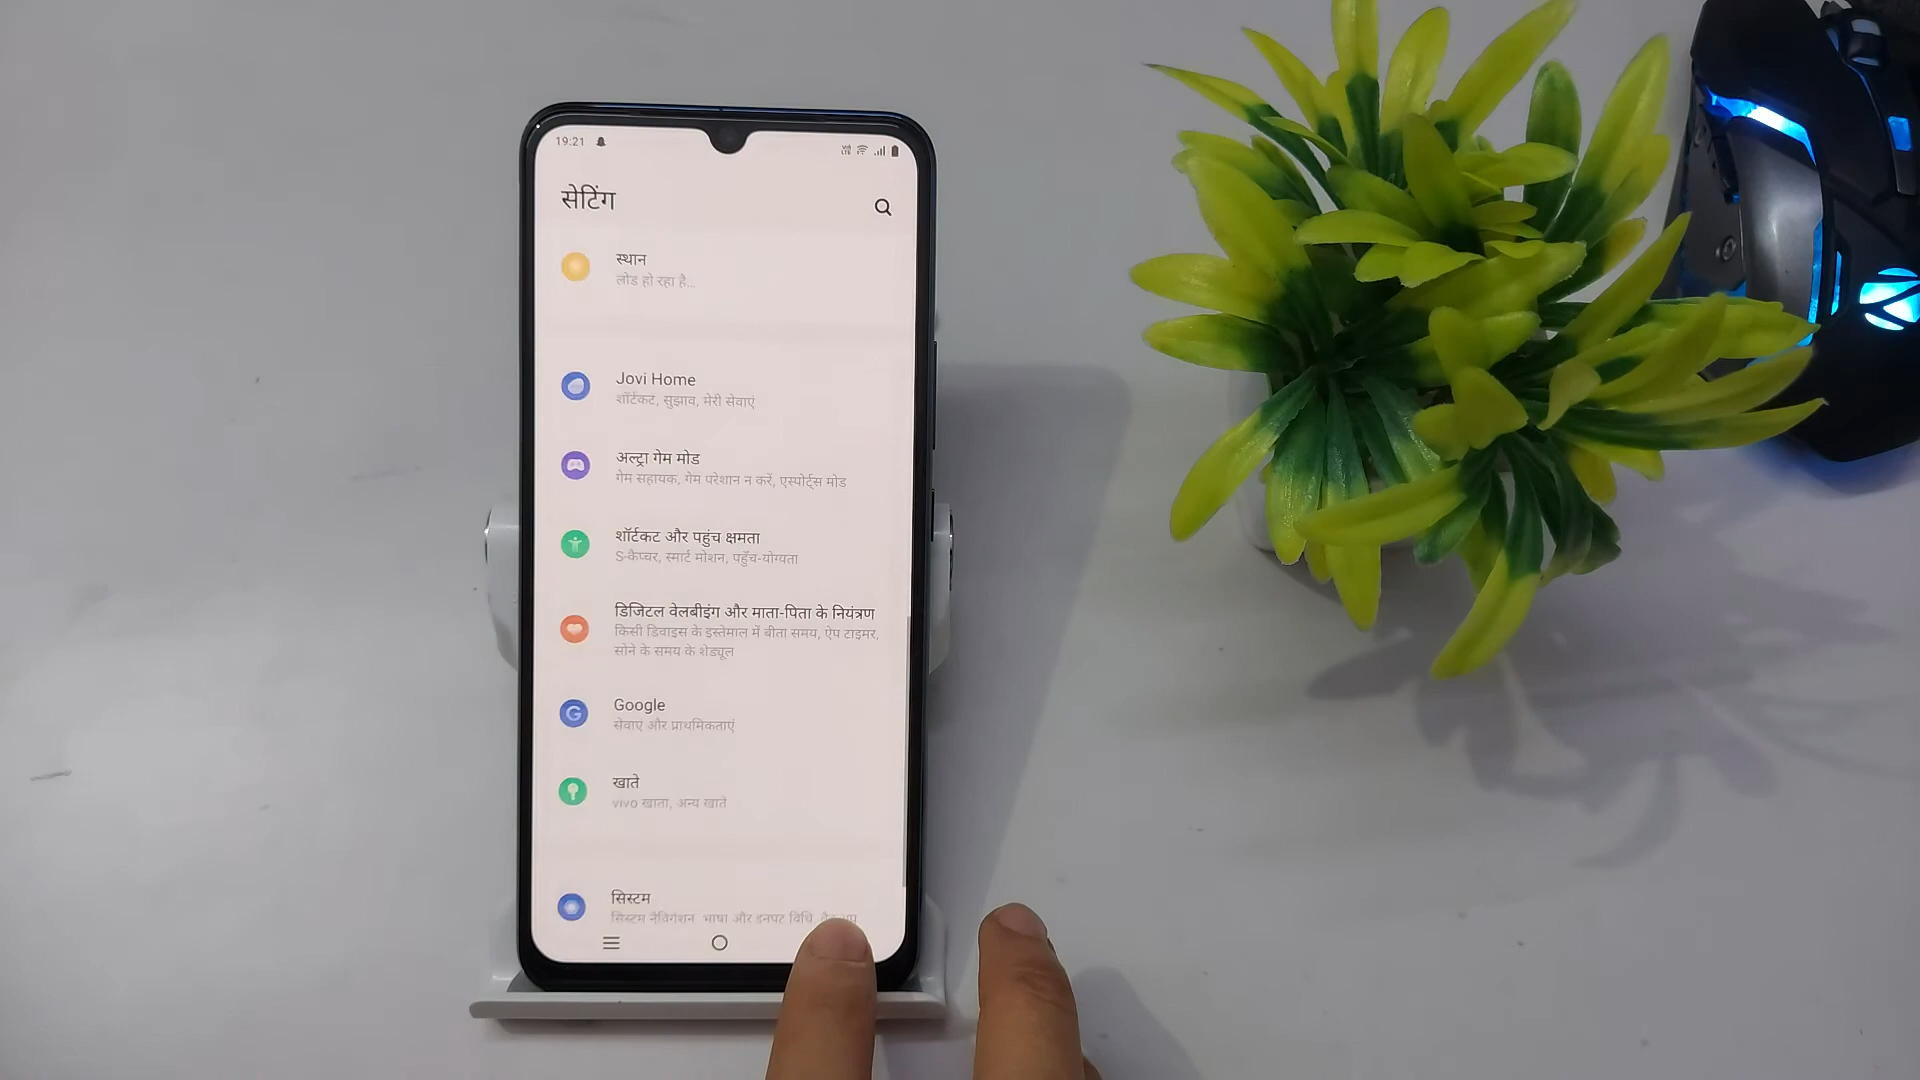 19:21
सेटिंग
स्थान
लोड हो रहा है...
Jovi Home
शॉर्टकट, सुझाव, मेरी सेवाएं
अल्ट्रा गेम मोड
गेम सहायक, गेम परेशान न करें, एस्पोर्ट्स मोड
शॉर्टकट और पहुंच क्षमता
S-कैप्चर, स्मार्ट मोशन, पहुँच-योग्यता
डिजिटल वेलबीइंग और माता-पिता के नियंत्रण
किसी डिवाइस के इस्तेमाल में बीता समय, ऐप टाइमर,
सोने के समय के शेड्यूल
Google
सेवाएं और प्राथमिकताएं
खाते
vivo खाता, अन्य खाते
सिस्टम
सिस्टम नैविगेशन, भाषा और इनपुट विधि,